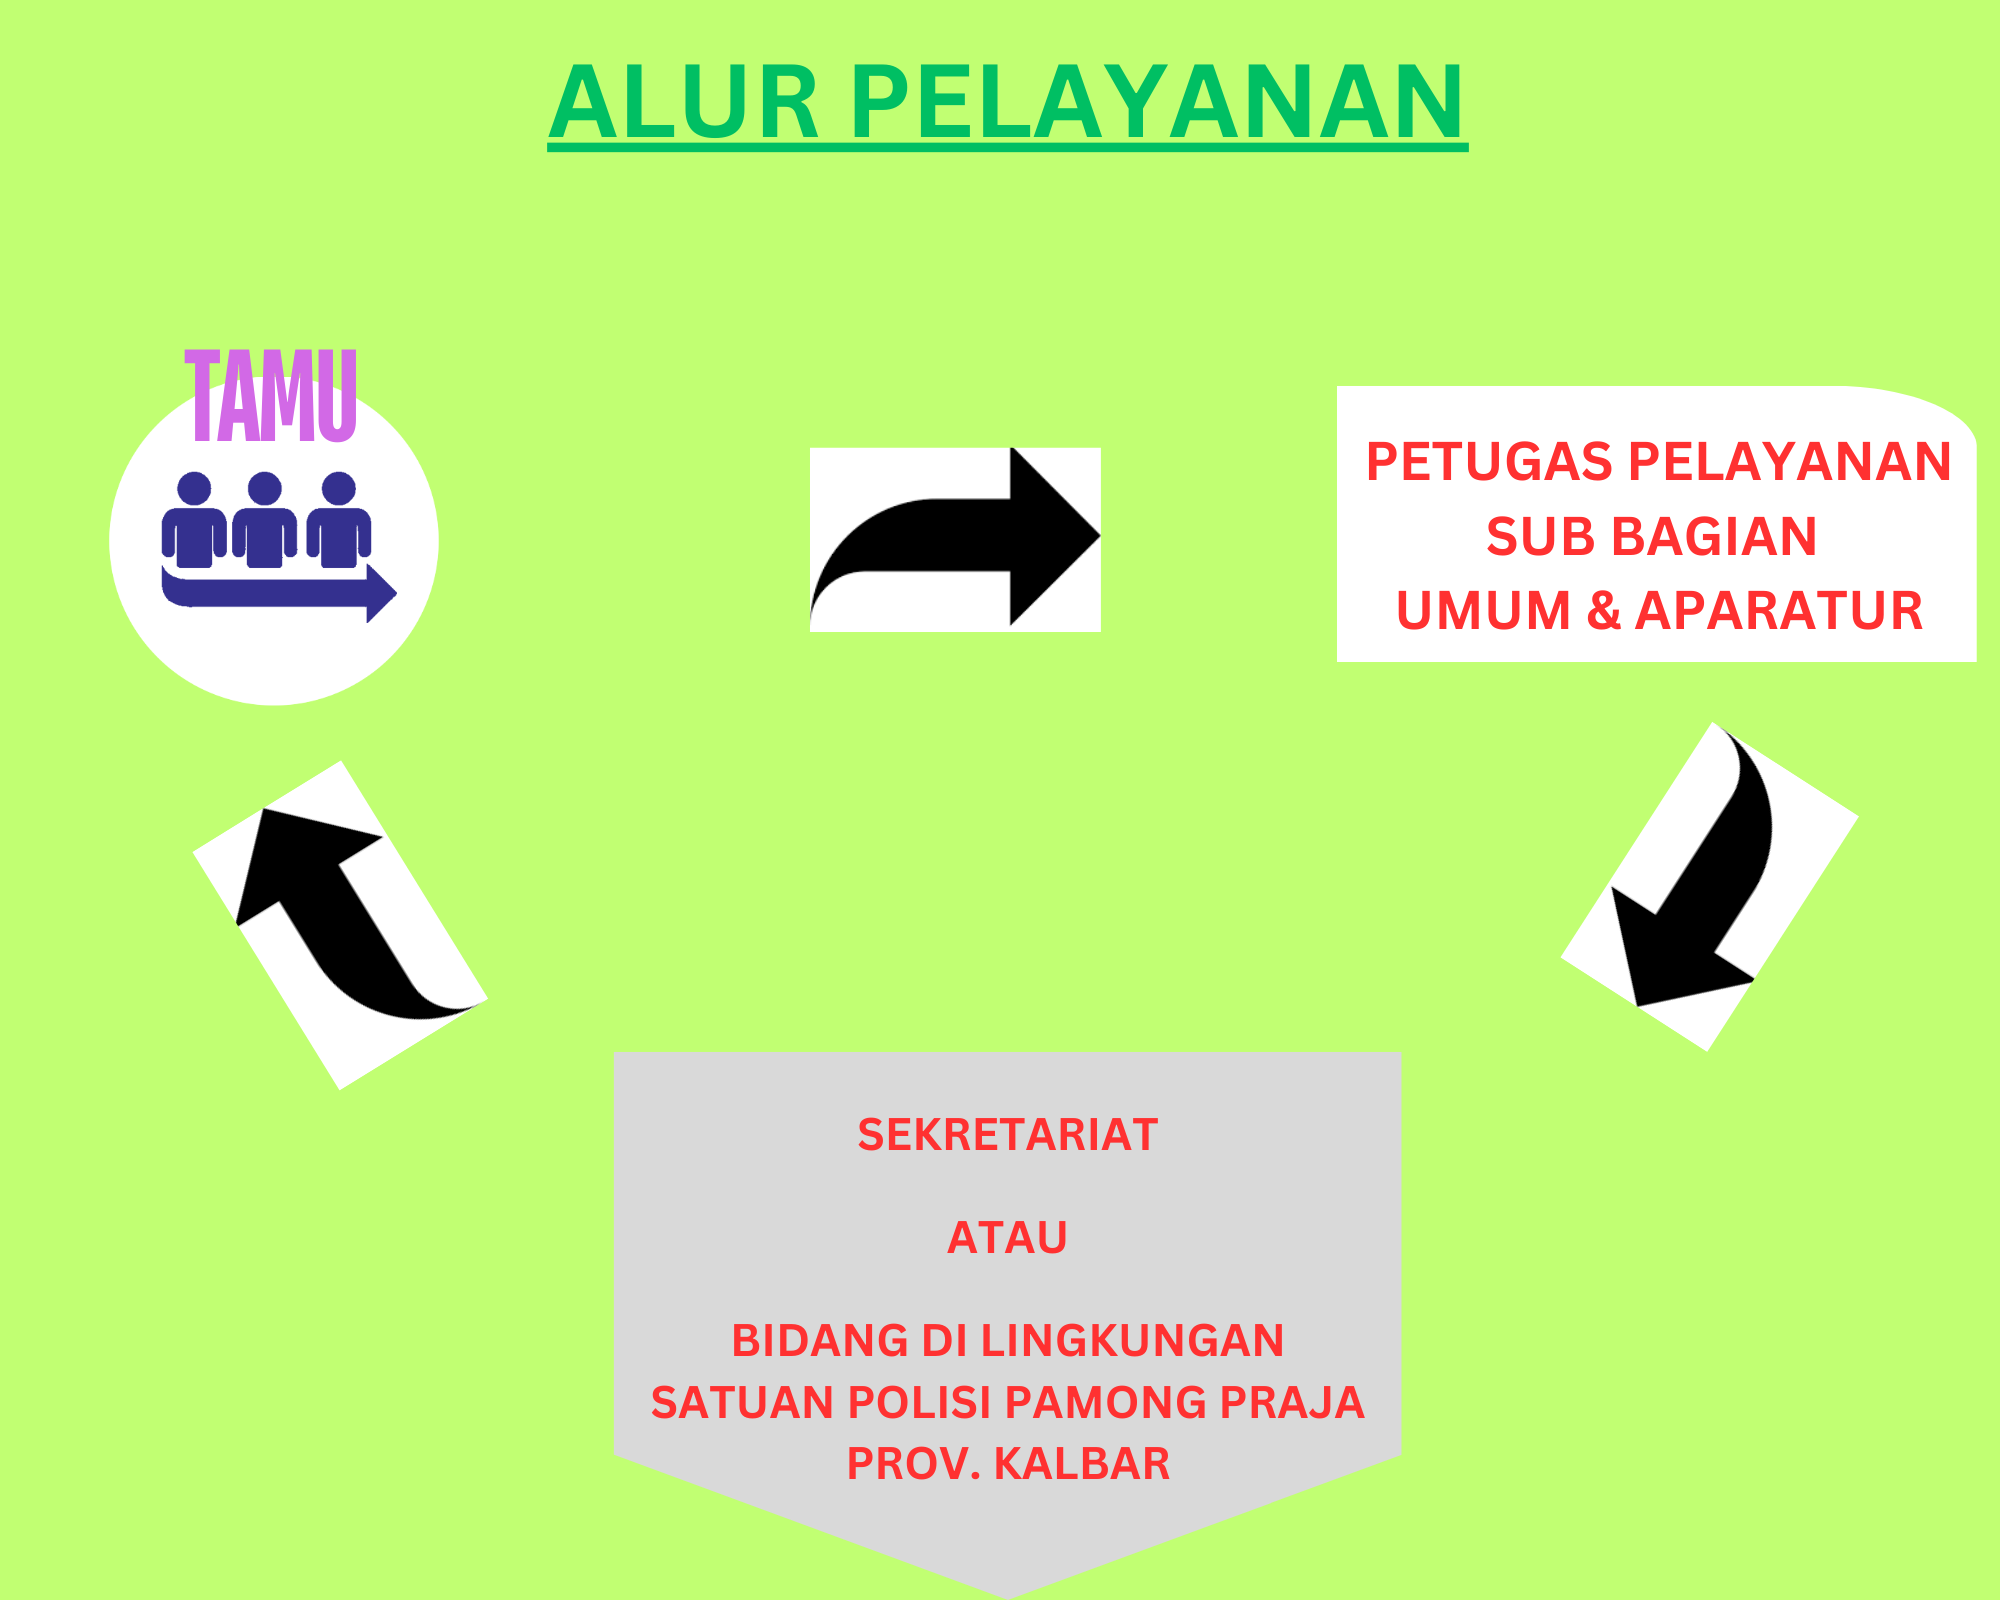 ALUR PELAYANAN
TAMU
PETUGAS PELAYANAN
SUB BAGIAN
UMUM & APARATUR
SEKRETARIAT
ATAU
BIDANG DI LINGKUNGAN
SATUAN POLISI PAMONG PRAJA
PROV. KALBAR